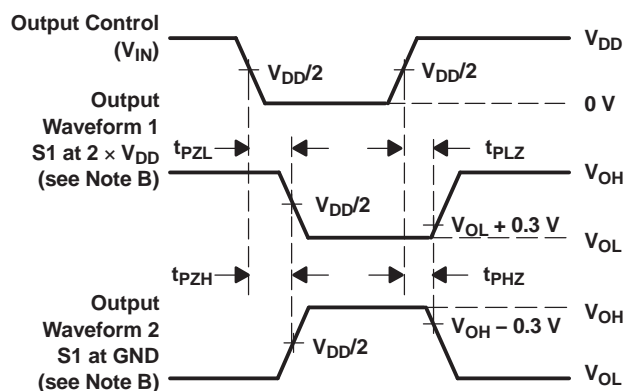 Output Control
(VIN)
VDD
VDD/2
VDD/2
0 V
Output
Waveform 1
S1 at 2 × VDD
(see Note B)
tPZL
tPLZ
VOH
VDD/2
VOL + 0.3 V
VOL
tPZH
tPHZ
Output
Waveform 2
S1 at GND
(see Note B)
VOH
VOH – 0.3 V
VDD/2
VOL